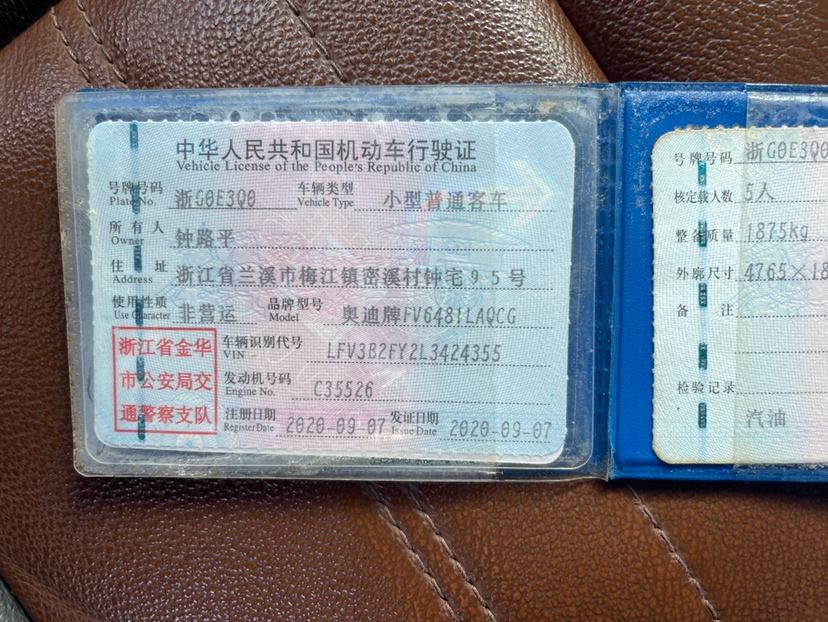 中华人民共和国机动车行驶证
Vehicle License of the People's Republic of China
号牌号码 浙G0E3Q0 车辆类型 小型普通客车
Plate No. Vehicle Type
所有人 钟路平
Owner
住址 浙江省兰溪市梅江镇密溪村钟宅95号
Address
使用性质 非营运 品牌型号 奥迪牌FV6481LAQCG
Use Character Model
浙江省金华
市公安局交
通警察支队
车辆识别代号 LFV3B2FY2L3424355
VIN
发动机号码 C35526
Engine No.
注册日期 2020-09-07 发证日期 2020-09-07
Register Date Issue Date
号牌号码 浙G0E3Q0
核定载人数 5人
整备质量 1875kg
外廓尺寸 4765×18
备注
检验记录
汽油